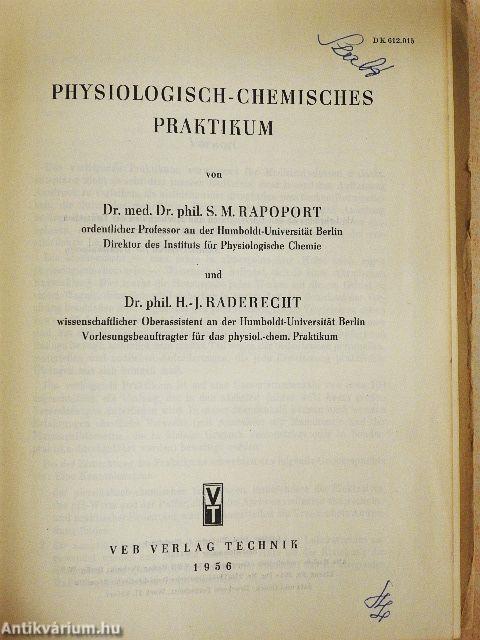 DK 612.015
PHYSIOLOGISCH-CHEMISCHES
PRAKTIKUM
von
Dr. med. Dr. phil. S. M. RAPOPORT
ordentlicher Professor an der Humboldt-Universität Berlin
Direktor des Instituts für Physiologische Chemie
und
Dr. phil. H.-J. RADERECHT
wissenschaftlicher Oberassistent an der Humboldt-Universität Berlin
Vorlesungsbeauftragter für das physiol.-chem. Praktikum
VT
VEB VERLAG TECHNIK
1956
Antikvárium.hu